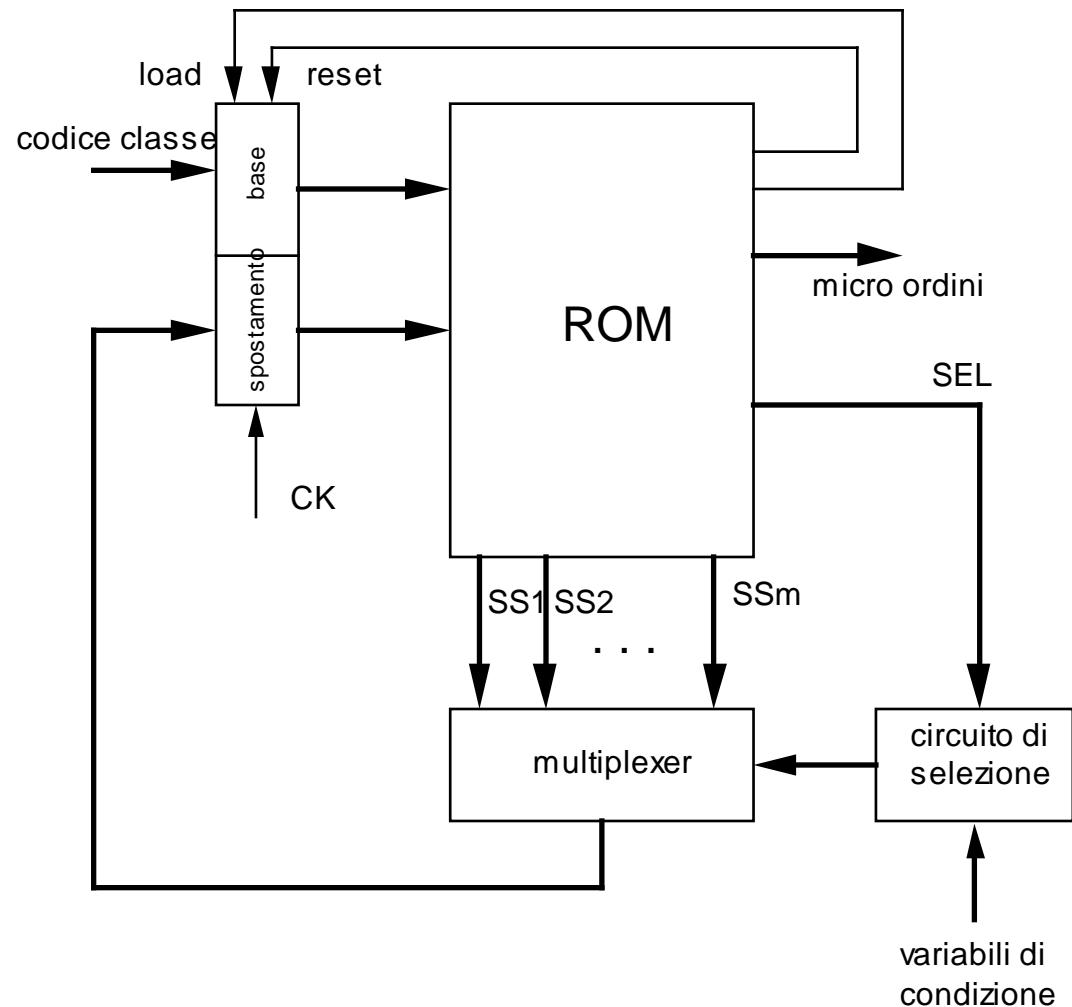 load
reset
codice classe
base
spostamento
ROM
micro ordini
SEL
CK
SS1
SS2
SSm
. . .
multiplexer
circuito di
selezione
variabili di
condizione